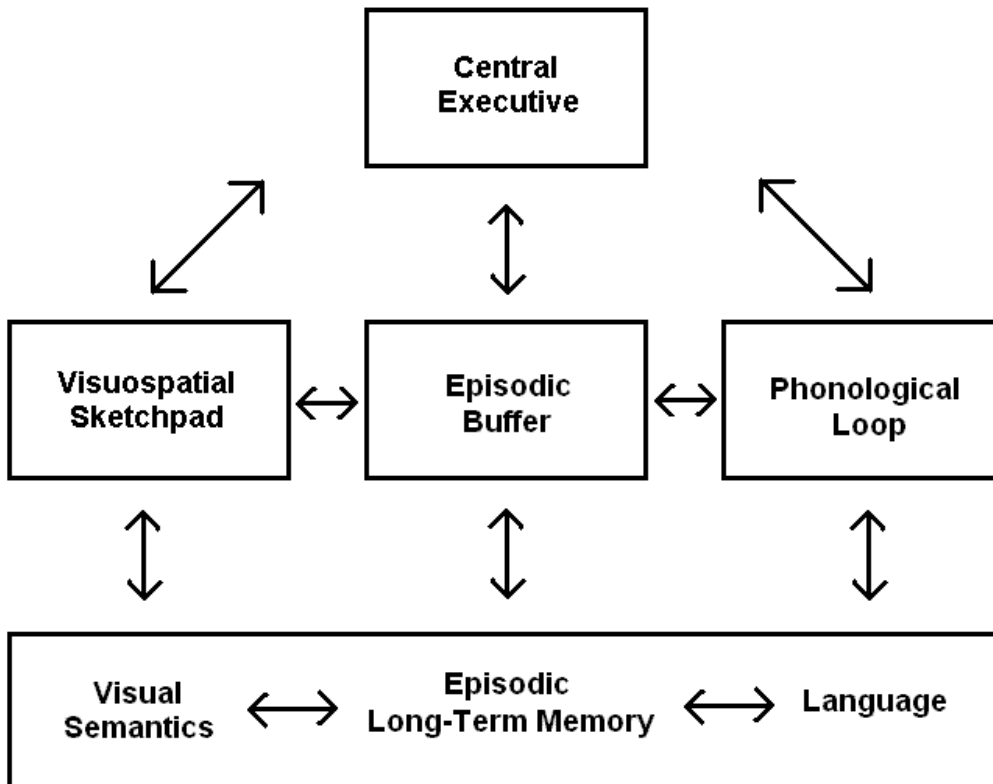 Central
Executive
Visuospatial
Sketchpad
Episodic
Buffer
Phonological
Loop
Visual
Semantics
Episodic
Long-Term Memory
Language